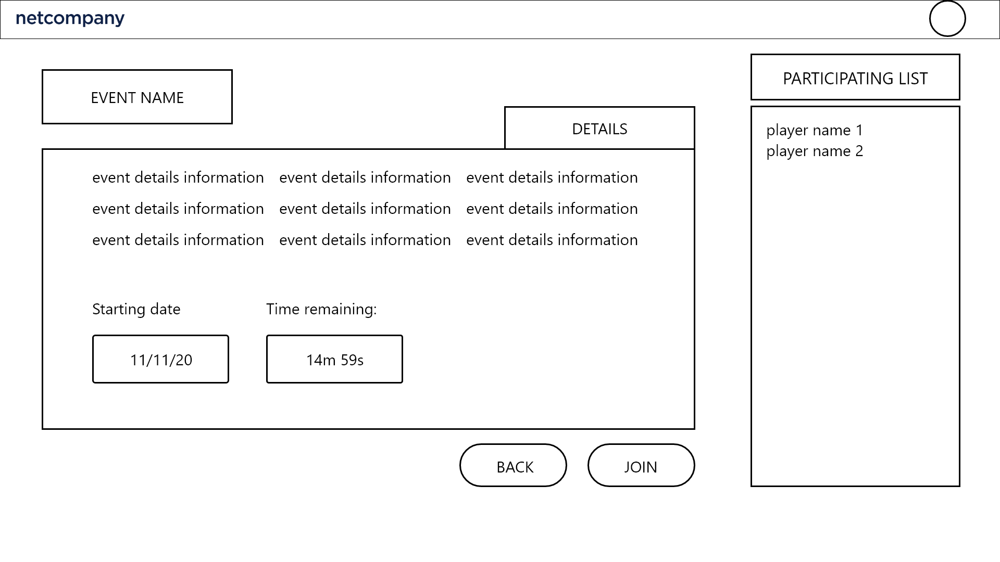 netcompany
EVENT NAME
DETAILS
event details information event details information event details information
event details information event details information event details information
event details information event details information event details information
Starting date
Time remaining:
11/11/20
14m 59s
BACK
JOIN
PARTICIPATING LIST
player name 1
player name 2